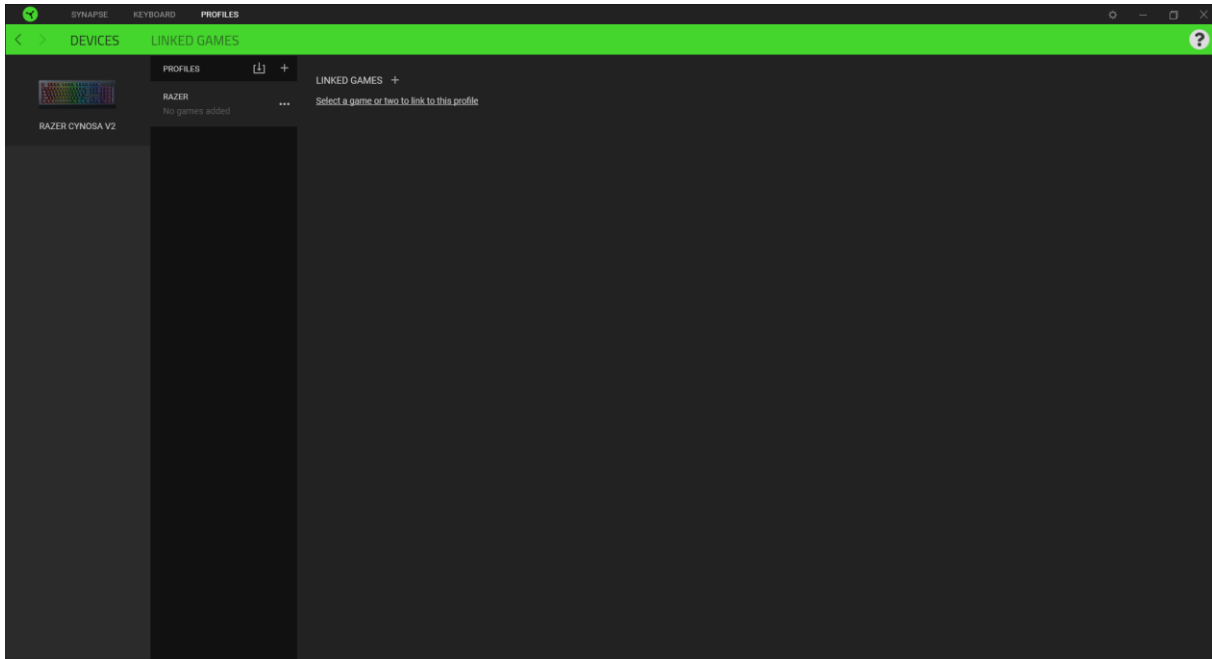 SYNAPSE KEYBOARD PROFILES
DEVICES LINKED GAMES
?
RAZER CYNOSA V2
PROFILES +
RAZER ...
No games added
LINKED GAMES +
Select a game or two to link to this profile